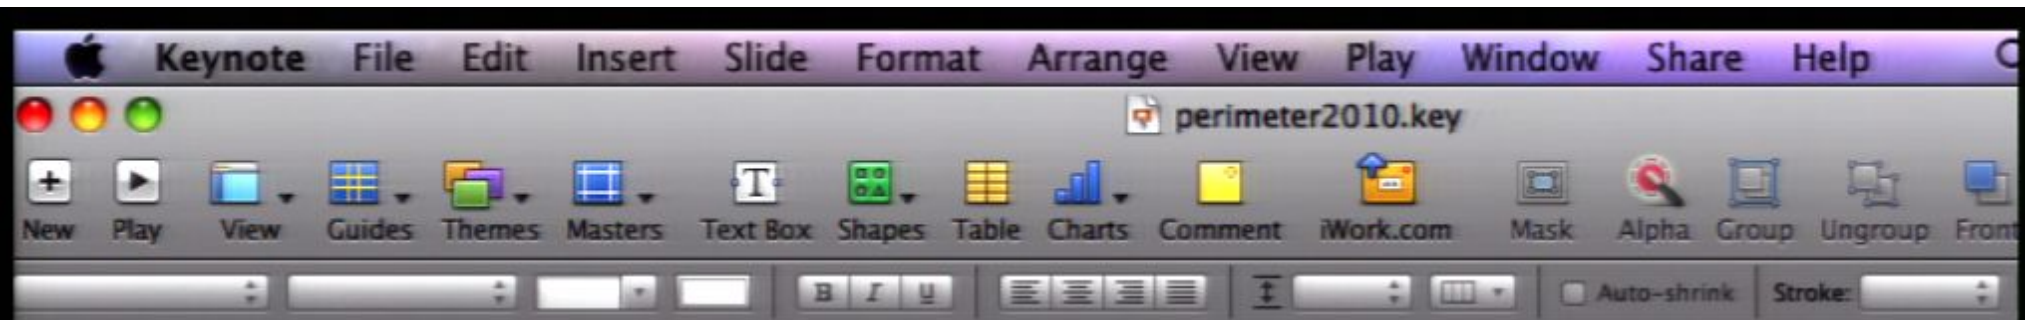 Keynote File Edit Insert Slide Format Arrange View Play Window Share Help
perimeter2010.key
New Play View Guides Themes Masters Text Box Shapes Table Charts Comment iWork.com Mask Alpha Group Ungroup Front
B I U Auto-shrink Stroke: